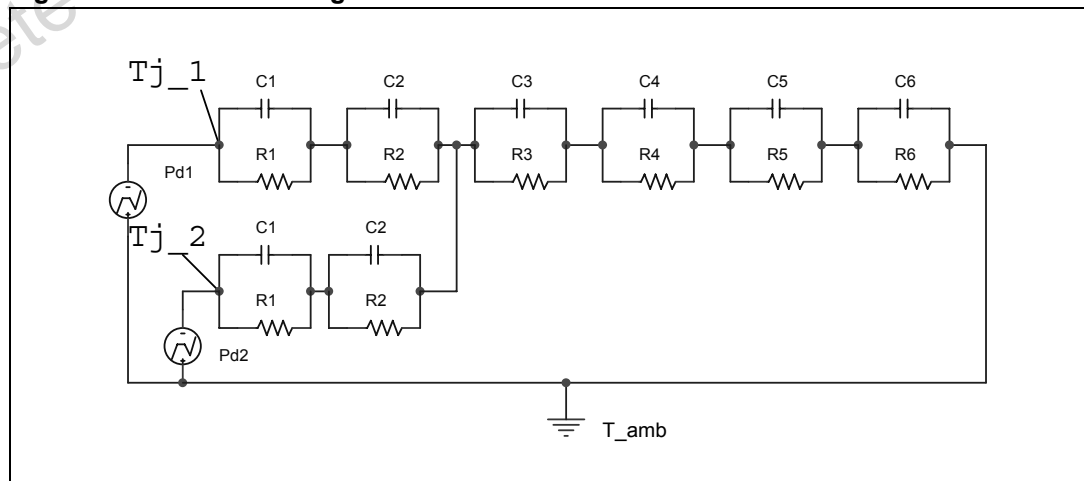 Tj_1
C1 C2 C3 C4 C5 C6
R1 R2 R3 R4 R5 R6
Pd1
Tj_2
C1 C2
R1 R2
Pd2
T_amb